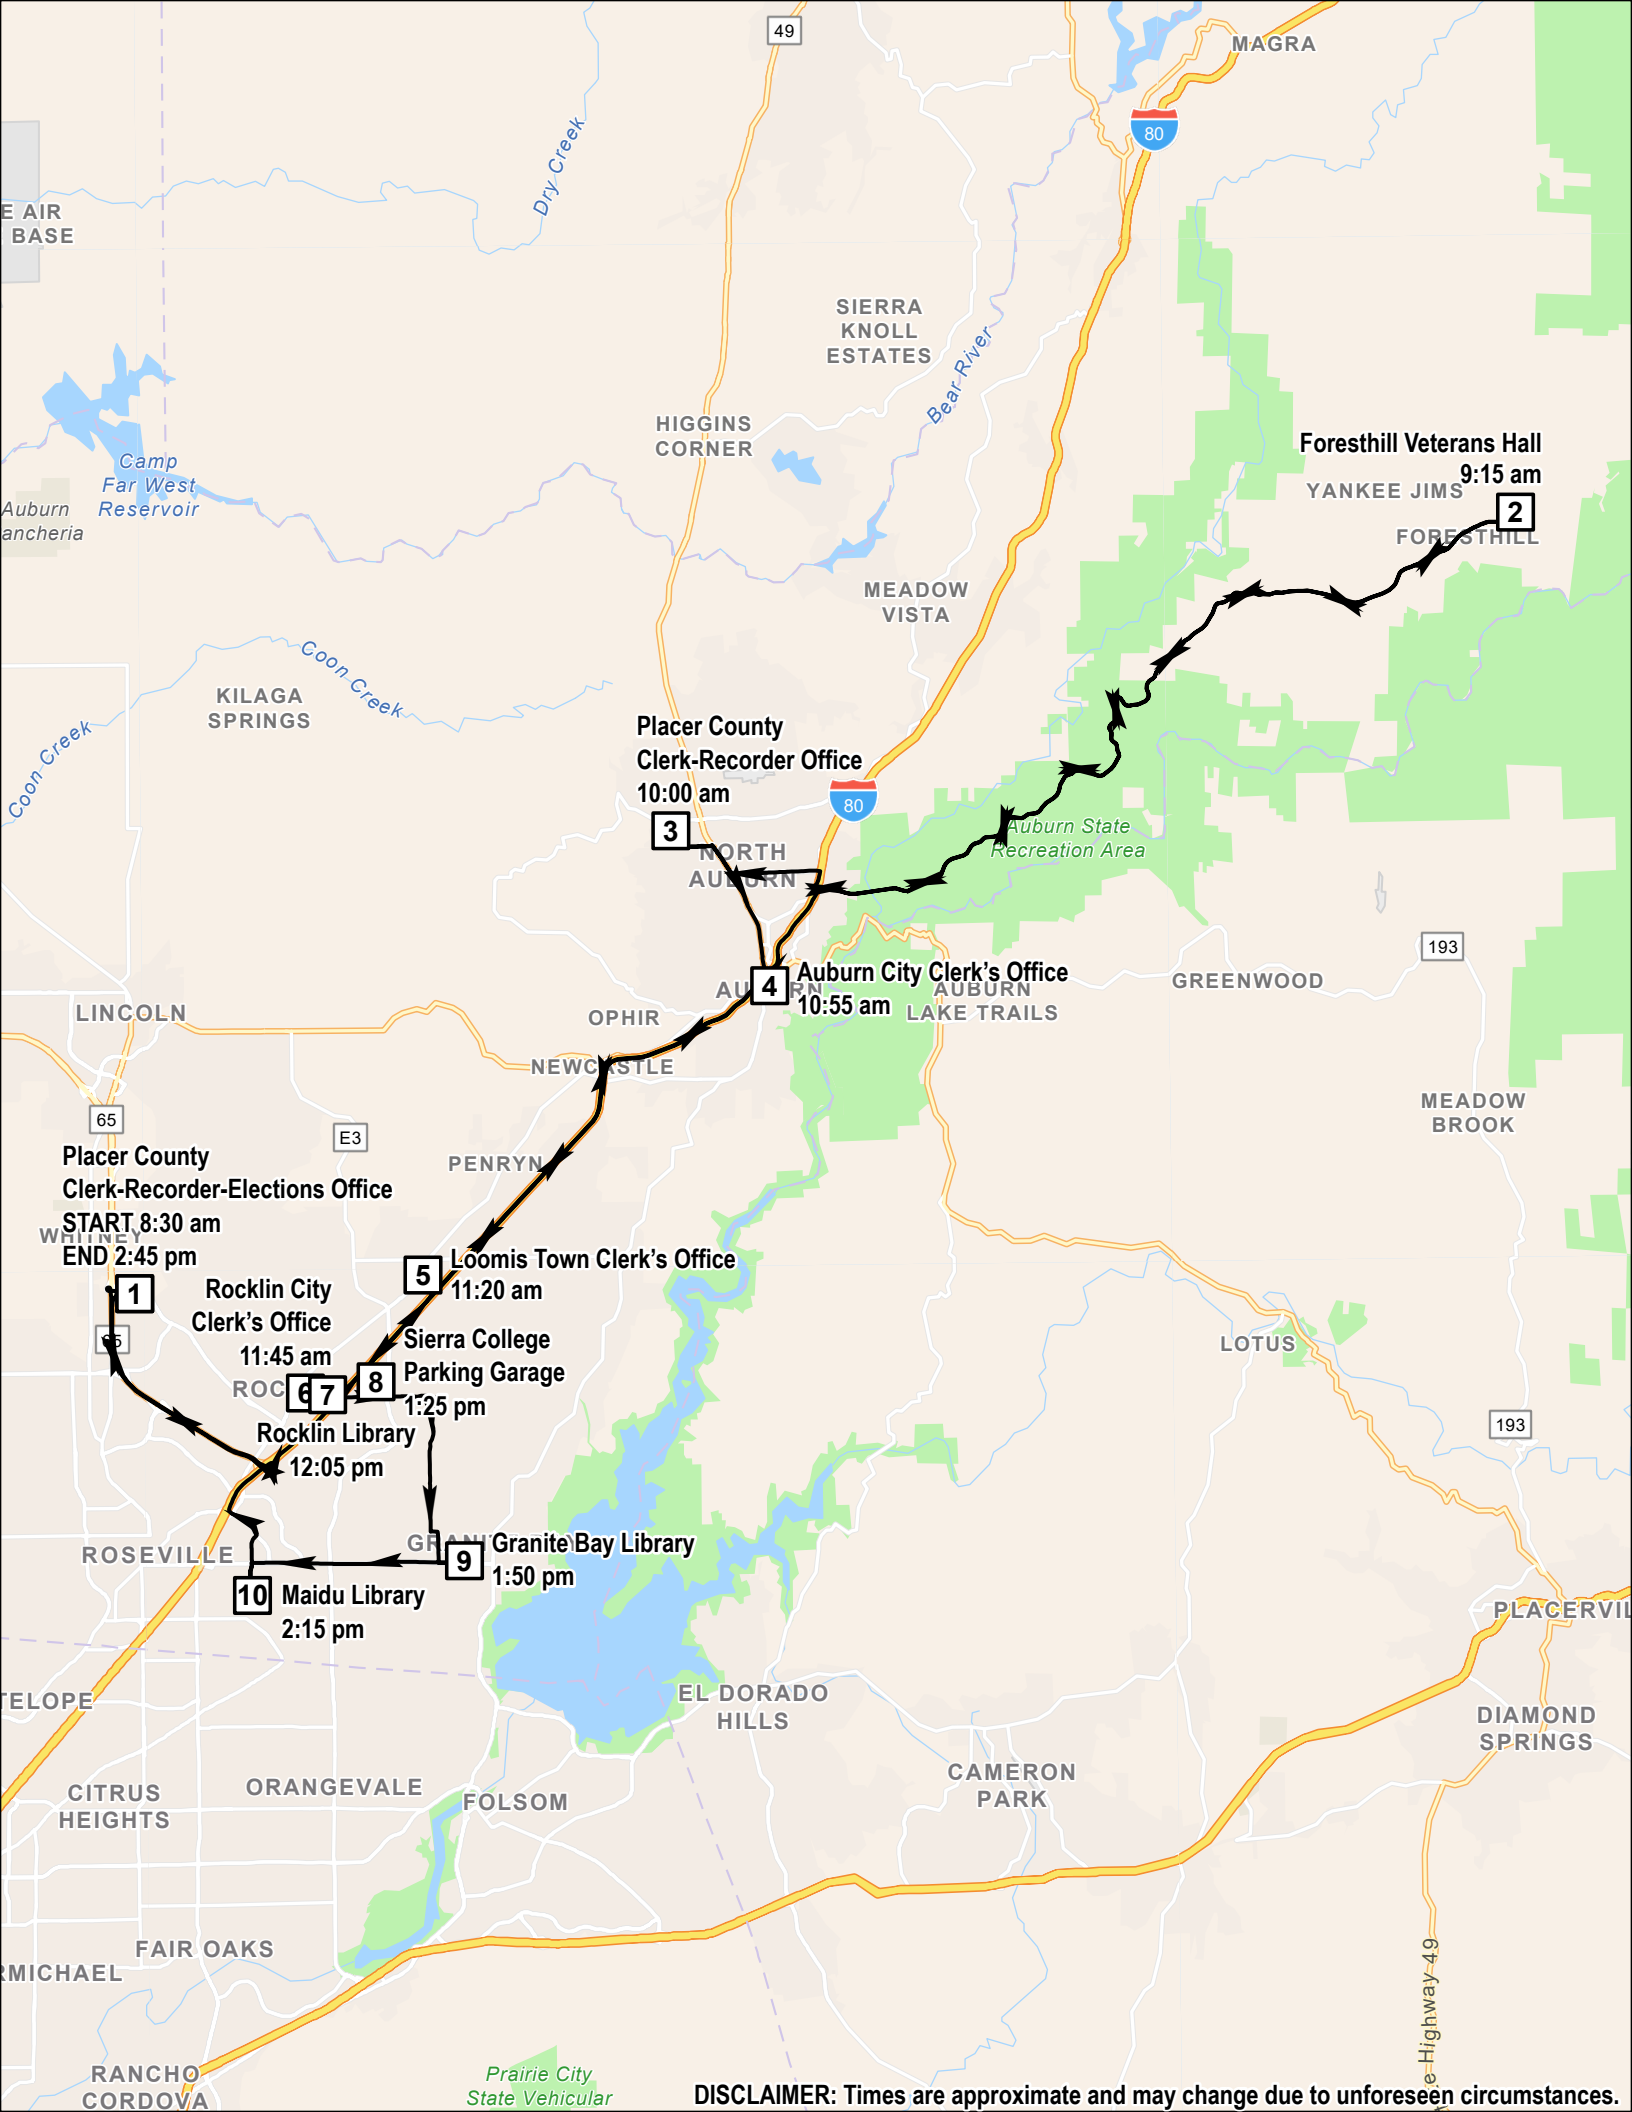 49
MAGRA
80
Dry Creek
E AIR
BASE
SIERRA
KNOLL
ESTATES
Bear River
HIGGINS
CORNER
Camp
Far West
Reservoir
Auburn
ancheria
Foresthill Veterans Hall
9:15 am
YANKEE JIMS
2
FORESTHILL
MEADOW
VISTA
Coon Creek
KILAGA
SPRINGS
Coon Creek
Placer County
Clerk-Recorder Office
10:00 am
3
80
NORTH
AUBURN
Auburn State
Recreation Area
193
4
Auburn City Clerk's Office
10:55 am
AUBURN
AUBURN
LAKE TRAILS
GREENWOOD
LINCOLN
OPHIR
NEWCASTLE
65
E3
MEADOW
BROOK
PENRYN
Placer County
Clerk-Recorder-Elections Office
START 8:30 am
END 2:45 pm
WHITNEY
1
65
5
Loomis Town Clerk's Office
11:20 am
Rocklin City
Clerk's Office
11:45 am
Sierra College
Parking Garage
1:25 pm
ROC
6
7
8
Rocklin Library
12:05 pm
LOTUS
193
ROSEVILLE
9
Granite Bay Library
1:50 pm
10
Maidu Library
2:15 pm
PLACERVIL
TELOPE
EL DORADO
HILLS
DIAMOND
SPRINGS
CITRUS
HEIGHTS
ORANGEVALE
FOLSOM
CAMERON
PARK
FAIR OAKS
RMICHAEL
e Highway 49
RANCHO
CORDOVA
Prairie City
State Vehicular
DISCLAIMER: Times are approximate and may change due to unforeseen circumstances.